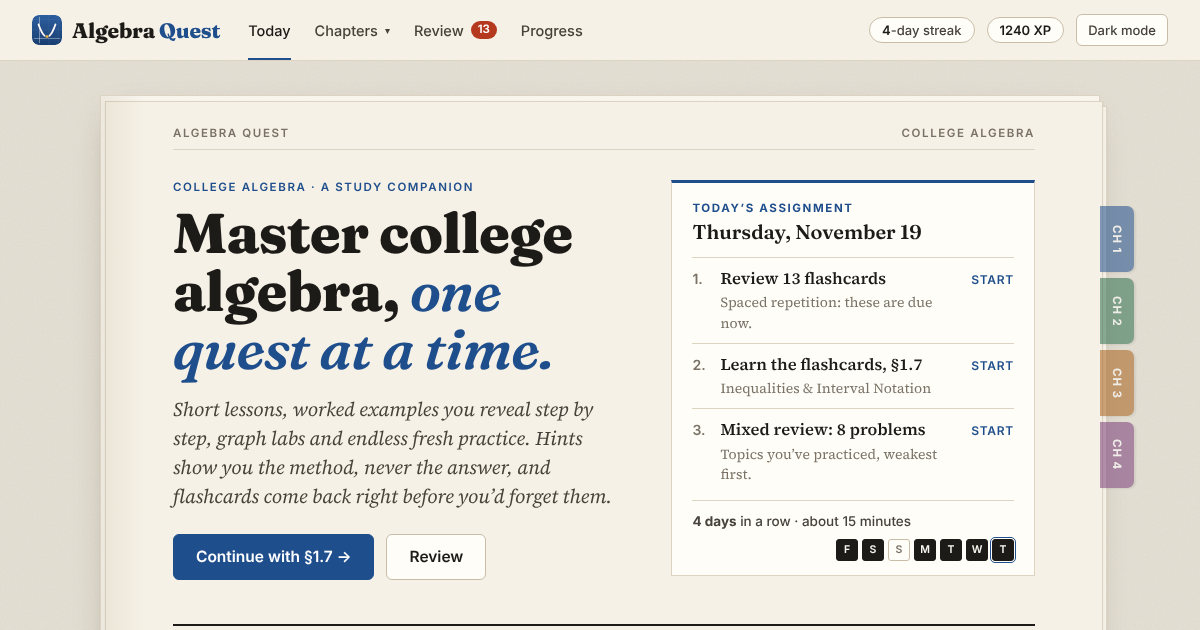 Algebra Quest
Today
Chapters ▾
Review 13
Progress
4-day streak
1240 XP
Dark mode
ALGEBRA QUEST
COLLEGE ALGEBRA
COLLEGE ALGEBRA · A STUDY COMPANION
Master college
algebra, one
quest at a time.
Short lessons, worked examples you reveal step by
step, graph labs and endless fresh practice. Hints
show you the method, never the answer, and
flashcards come back right before you’d forget them.
Continue with §1.7 →
Review
TODAY’S ASSIGNMENT
Thursday, November 19
1. Review 13 flashcards START
Spaced repetition: these are due
now.
2. Learn the flashcards, §1.7 START
Inequalities & Interval Notation
3. Mixed review: 8 problems START
Topics you’ve practiced, weakest
first.
4 days in a row · about 15 minutes
F S S M T W T
CH 1
CH 2
CH 3
CH 4